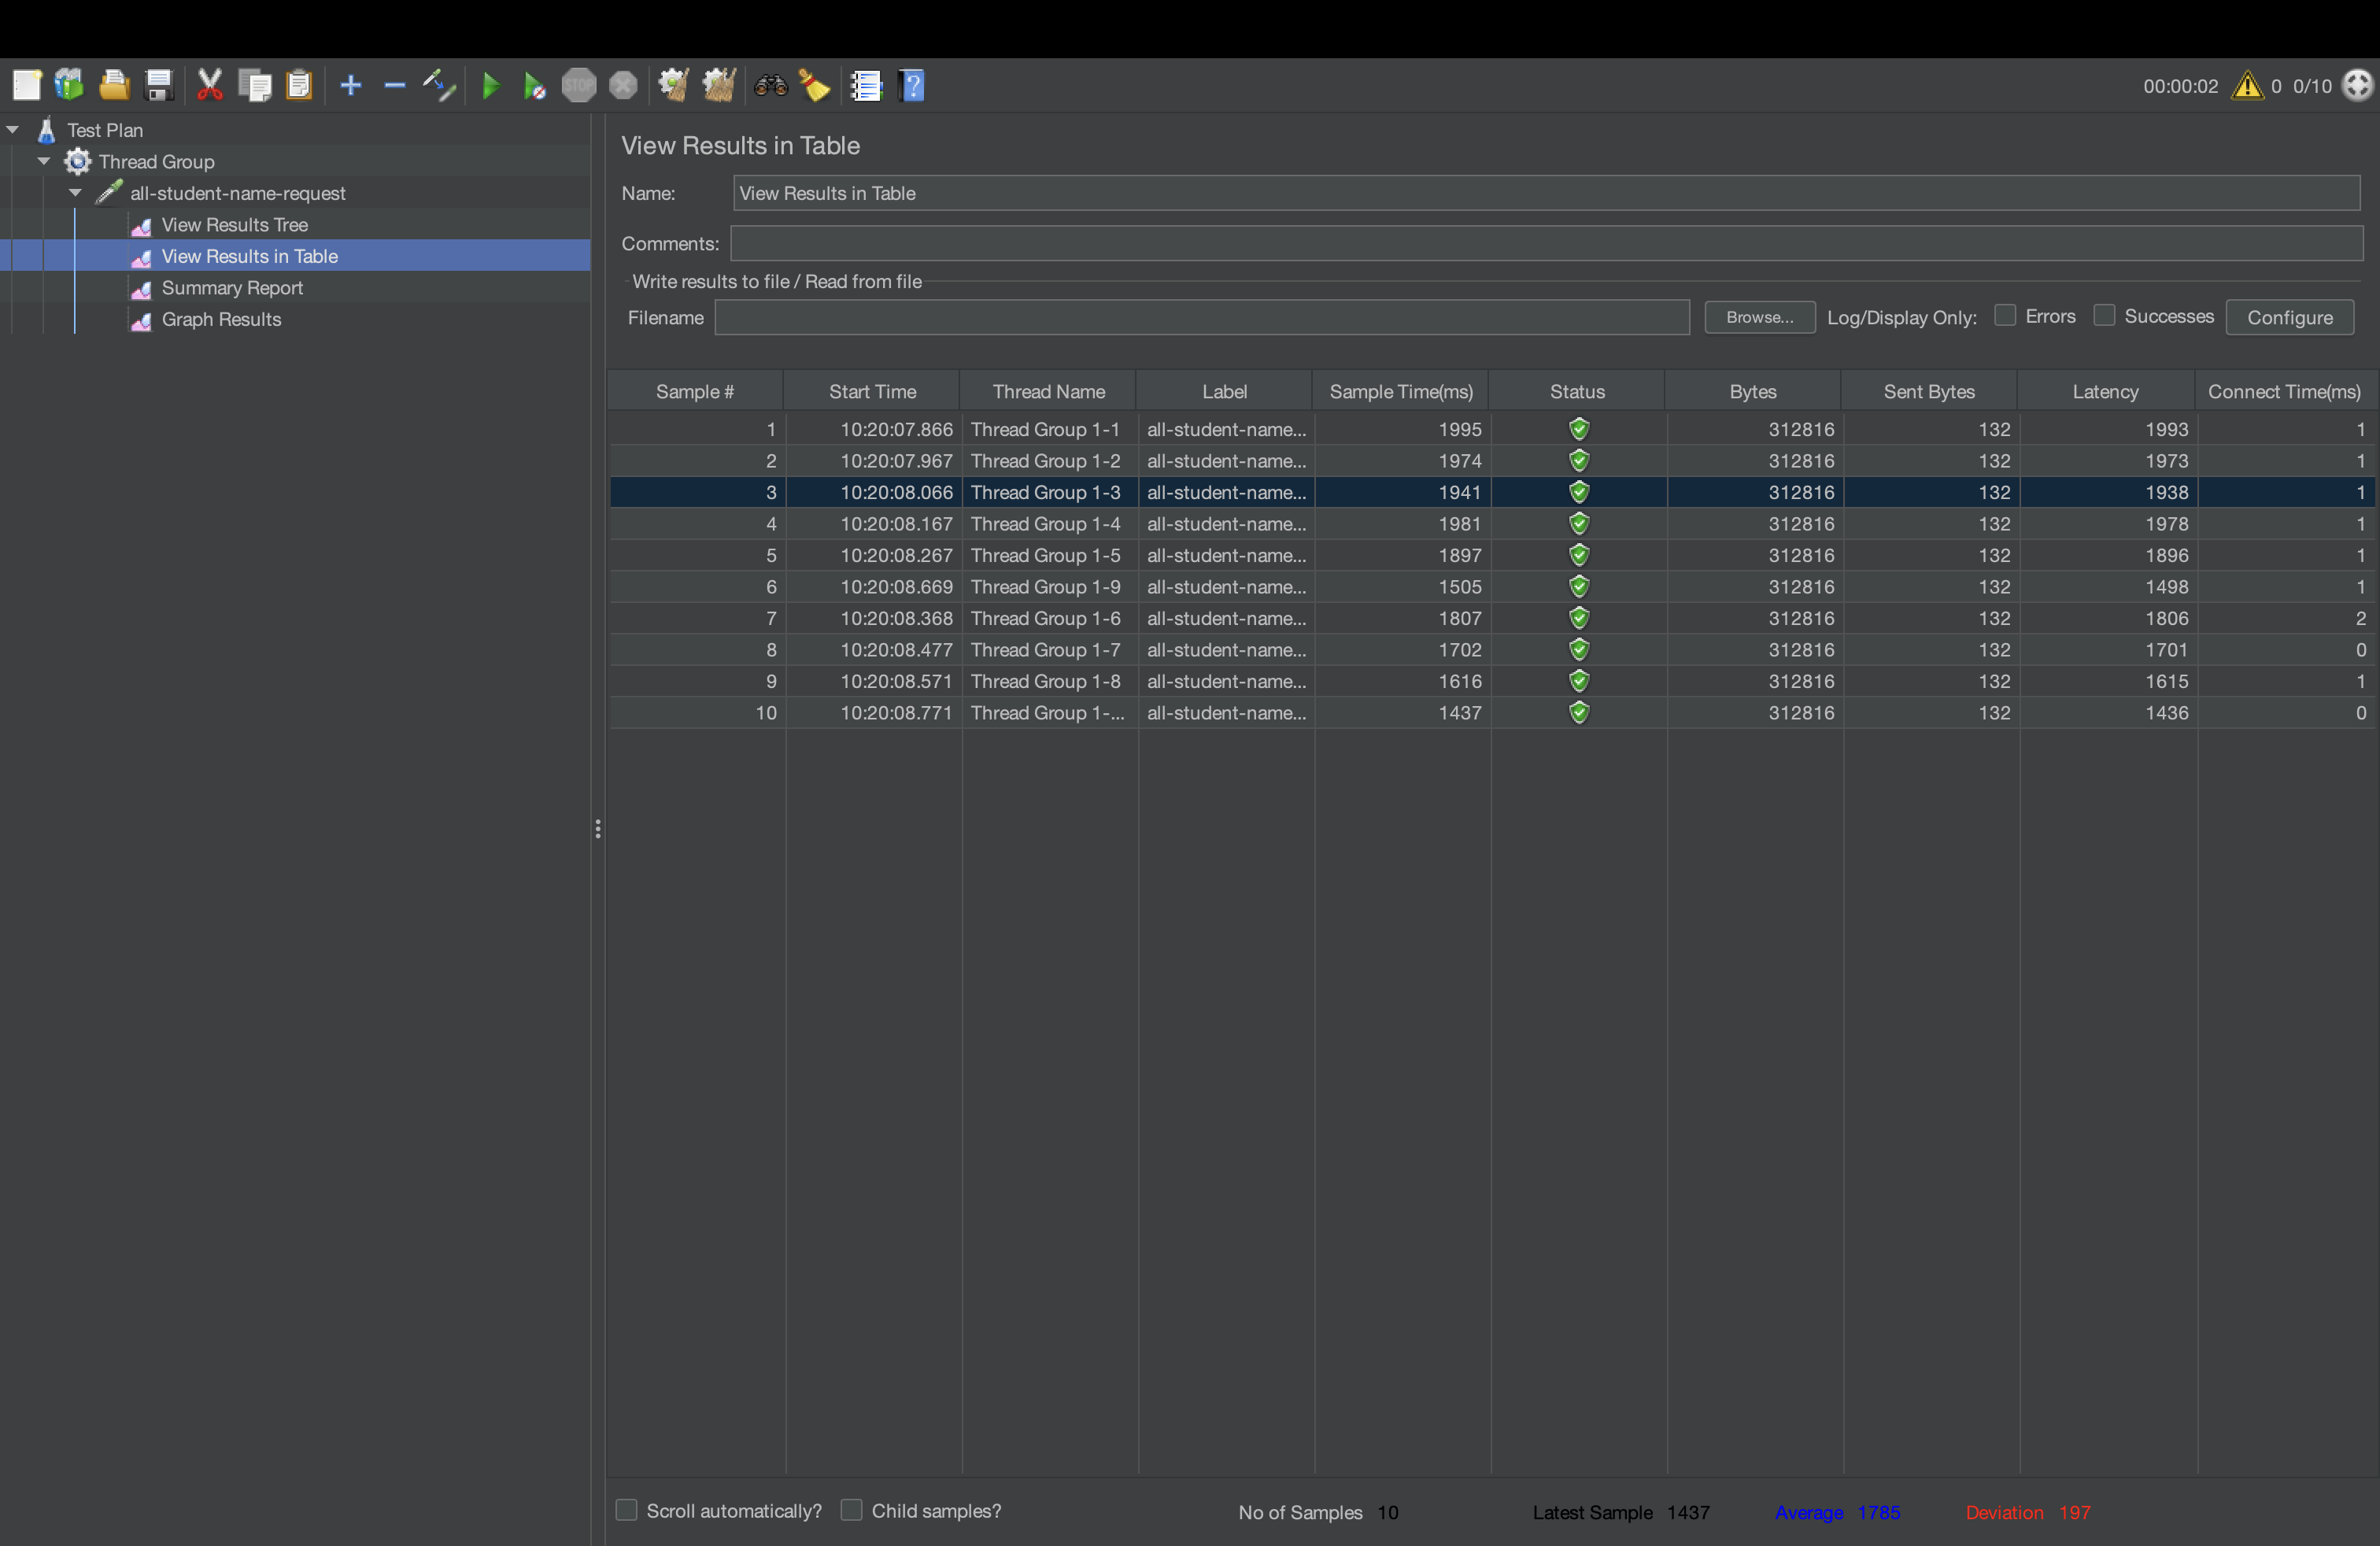 STOP
00:00:02 0 0/10
Test Plan
Thread Group
all-student-name-request
View Results Tree
View Results in Table
Summary Report
Graph Results
View Results in Table
Name: View Results in Table
Comments:
Write results to file / Read from file
Filename Browse... Log/Display Only: Errors Successes Configure
Sample # Start Time Thread Name Label Sample Time(ms) Status Bytes Sent Bytes Latency Connect Time(ms)
1 10:20:07.866 Thread Group 1-1 all-student-name... 1995 312816 132 1993 1
2 10:20:07.967 Thread Group 1-2 all-student-name... 1974 312816 132 1973 1
3 10:20:08.066 Thread Group 1-3 all-student-name... 1941 312816 132 1938 1
4 10:20:08.167 Thread Group 1-4 all-student-name... 1981 312816 132 1978 1
5 10:20:08.267 Thread Group 1-5 all-student-name... 1897 312816 132 1896 1
6 10:20:08.669 Thread Group 1-9 all-student-name... 1505 312816 132 1498 1
7 10:20:08.368 Thread Group 1-6 all-student-name... 1807 312816 132 1806 2
8 10:20:08.477 Thread Group 1-7 all-student-name... 1702 312816 132 1701 0
9 10:20:08.571 Thread Group 1-8 all-student-name... 1616 312816 132 1615 1
10 10:20:08.771 Thread Group 1-... all-student-name... 1437 312816 132 1436 0
Scroll automatically? Child samples? No of Samples 10 Latest Sample 1437 Average 1785 Deviation 197